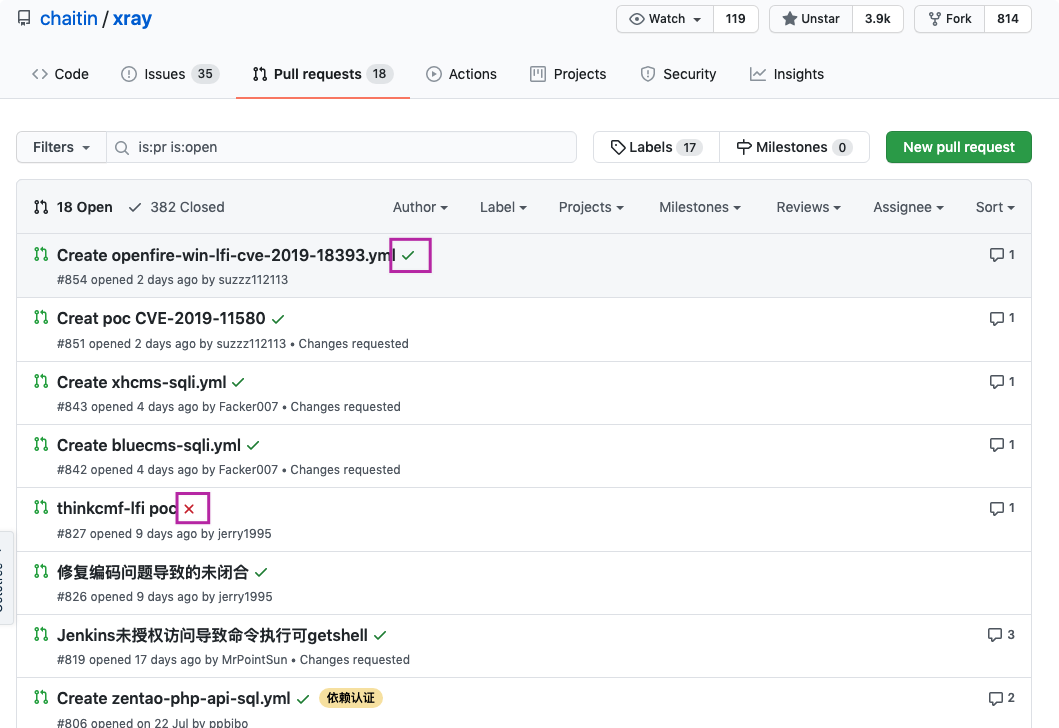 chaitin / xray
Watch 119 Unstar 3.9k Fork 814
Code Issues 35 Pull requests 18 Actions Projects Security Insights
Filters is:pr is:open Labels 17 Milestones 0 New pull request
18 Open 382 Closed Author Label Projects Milestones Reviews Assignee Sort
Create openfire-win-lfi-cve-2019-18393.yml 1
#854 opened 2 days ago by suzzz112113
Creat poc CVE-2019-11580 1
#851 opened 2 days ago by suzzz112113 • Changes requested
Create xhcms-sqli.yml 1
#843 opened 4 days ago by Facker007 • Changes requested
Create bluecms-sqli.yml 1
#842 opened 4 days ago by Facker007 • Changes requested
thinkcmf-lfi poc 1
#827 opened 9 days ago by jerry1995
修复编码问题导致的未闭合
#826 opened 9 days ago by jerry1995
Jenkins未授权访问导致命令执行可getshell 3
#819 opened 17 days ago by MrPointSun • Changes requested
Create zentao-php-api-sql.yml 依赖认证 2
#806 opened on 22 Jul by ppbibo